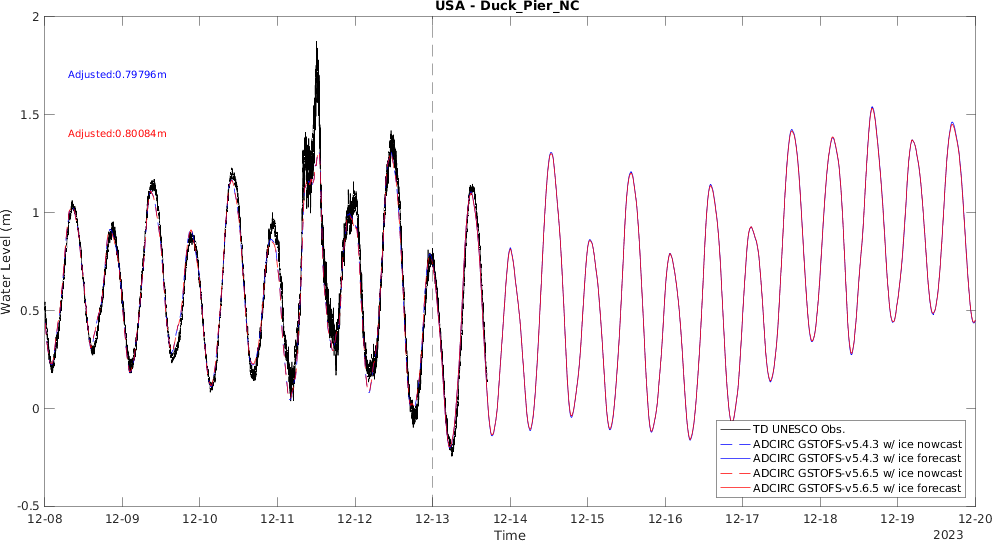 USA - Duck_Pier_NC
2
1.5
1
0.5
0
-0.5
Water Level (m)
Adjusted:0.79796m
Adjusted:0.80084m
TD UNESCO Obs.
ADCIRC GSTOFS-v5.4.3 w/ ice nowcast
ADCIRC GSTOFS-v5.4.3 w/ ice forecast
ADCIRC GSTOFS-v5.6.5 w/ ice nowcast
ADCIRC GSTOFS-v5.6.5 w/ ice forecast
12-08 12-09 12-10 12-11 12-12 12-13 12-14 12-15 12-16 12-17 12-18 12-19 12-20
Time
2023